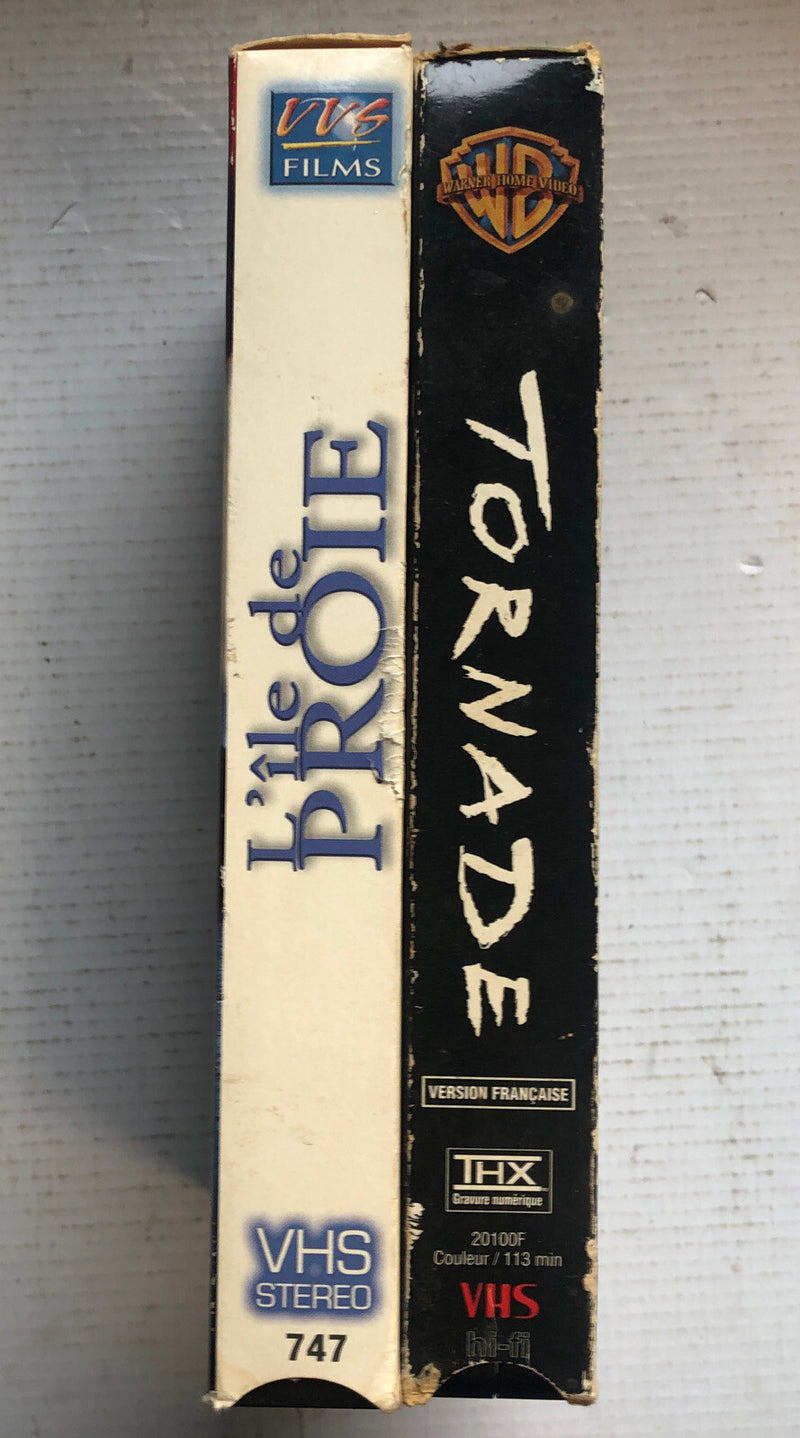 VVS
FILMS
L'île de
PROIE
VHS
STEREO
747
WB
WARNER HOME VIDEO
TORNADE
VERSION FRANÇAISE
THX
Gravure numérique
20100F
Couleur / 113 min
VHS
hi-fi